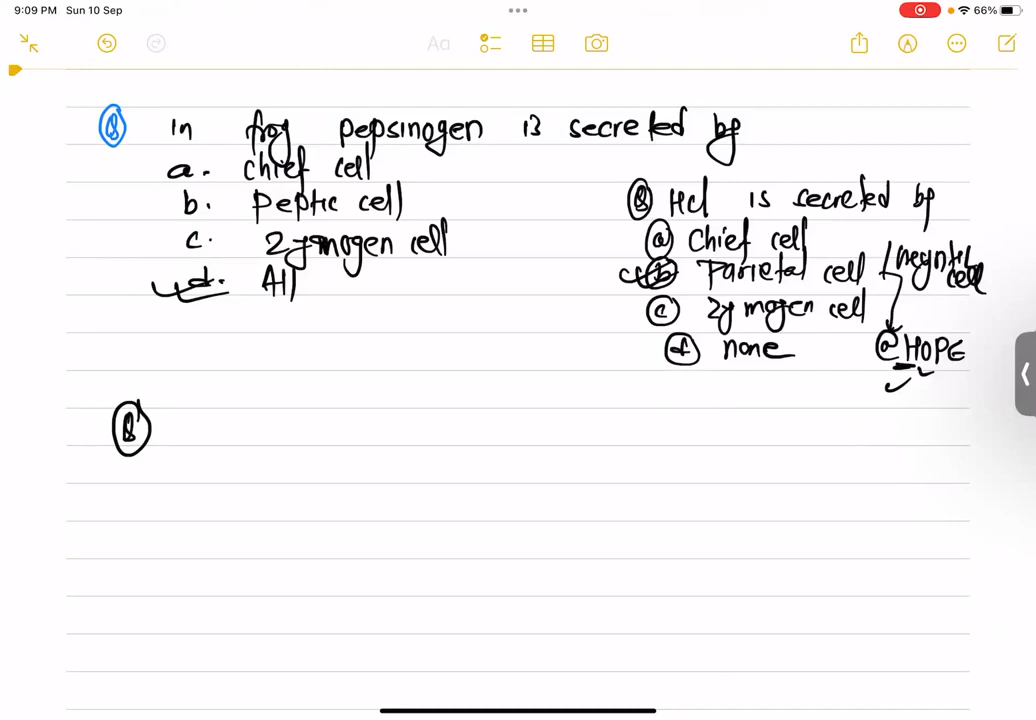 9:09 PM Sun 10 Sep
66%
Aa
Q in frog pepsinogen is secreted by
a. chief cell
b. peptic cell
c. zymogen cell
d. All
Q Hcl is secreted by
a chief cell
b Parietal cell
c zymogen cell
d none
cell
@HOPE
Q